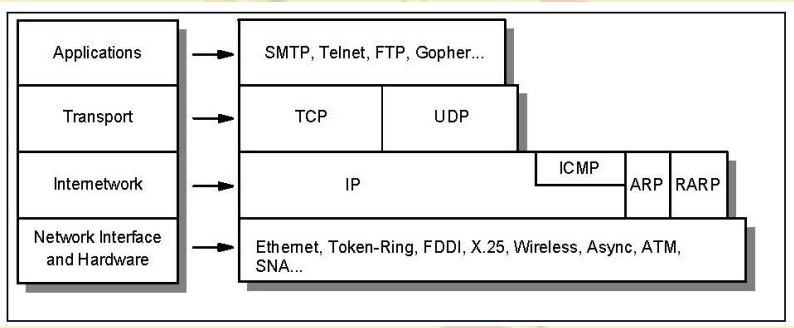 Applications
SMTP, Telnet, FTP, Gopher...
Transport
TCP
UDP
Internetwork
IP
ICMP
ARP
RARP
Network Interface
and Hardware
Ethernet, Token-Ring, FDDI, X.25, Wireless, Async, ATM,
SNA...